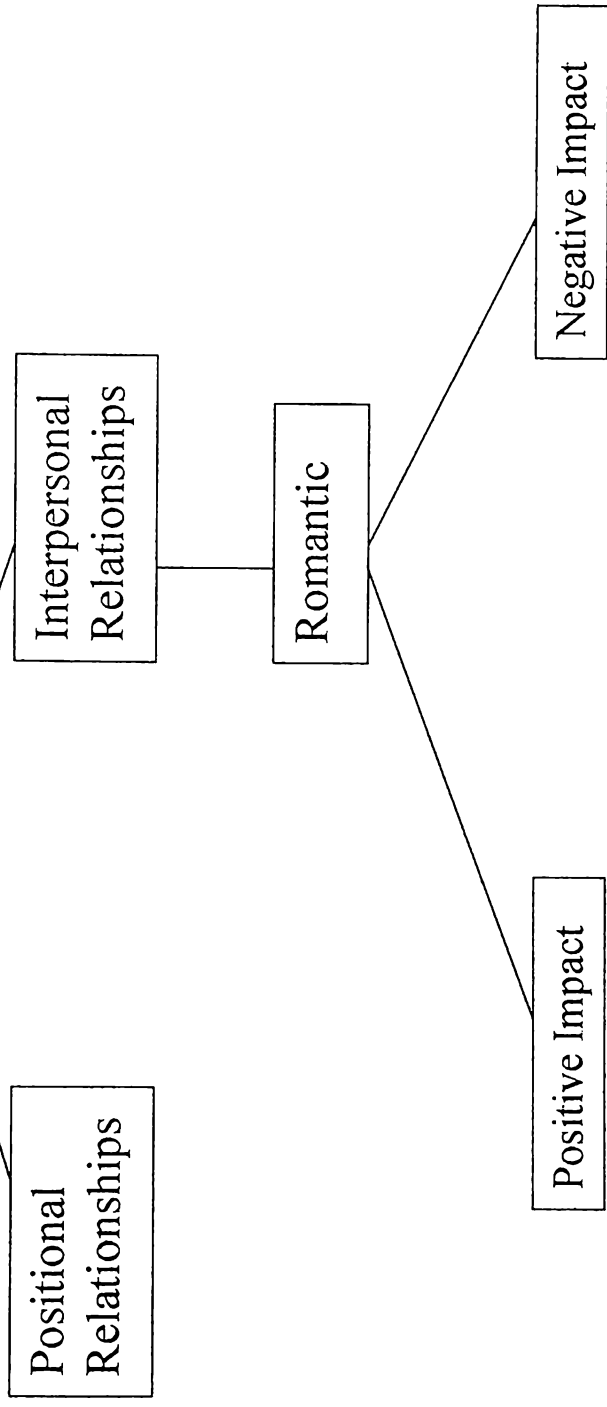 Positional
Relationships
Interpersonal
Relationships
Romantic
Positive Impact
Negative Impact